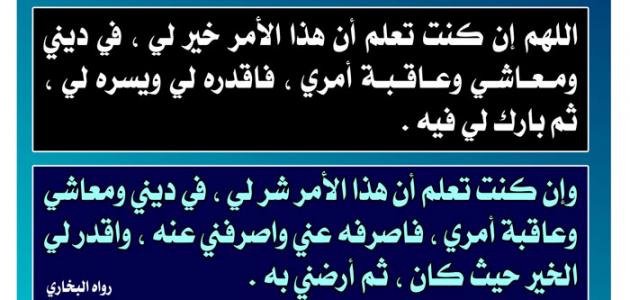 اللهم إن كنت تعلم أن هذا الأمر خير لي ، في ديني
ومعاشي وعاقبة أمري ، فاقدره لي ويسره لي ،
ثم بارك لي فيه .
وإن كنت تعلم أن هذا الأمر شر لي ، في ديني ومعاشي
وعاقبة أمري ، فاصرفه عني واصرفني عنه ، واقدر لي
الخير حيث كان ، ثم أرضني به .
رواه البخاري